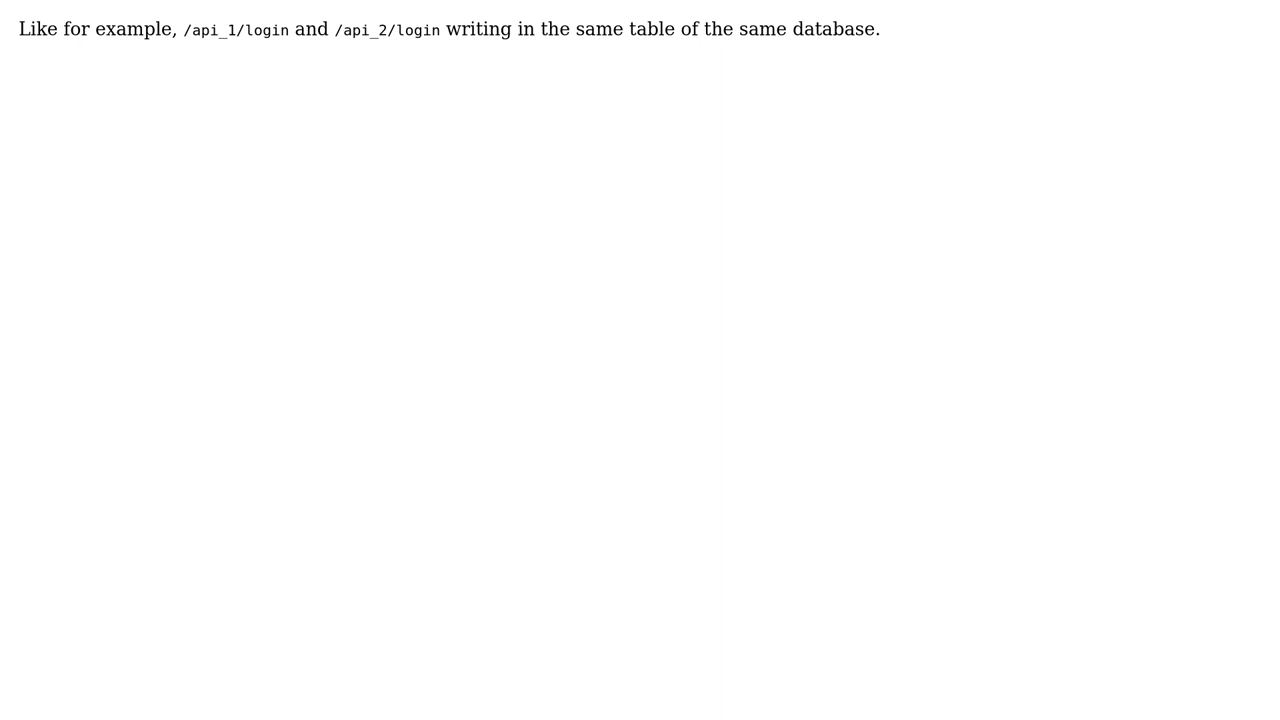 Like for example, /api_1/login and /api_2/login writing in the same table of the same database.